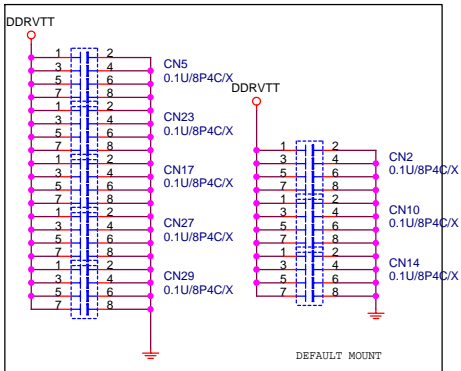 DDRVTT
1 2
3 4
5 6
7 8
CN5
0.1U/8P4C/X
1 2
3 4
5 6
7 8
CN23
0.1U/8P4C/X
1 2
3 4
5 6
7 8
CN17
0.1U/8P4C/X
1 2
3 4
5 6
7 8
CN27
0.1U/8P4C/X
1 2
3 4
5 6
7 8
CN29
0.1U/8P4C/X
DDRVTT
1 2
3 4
5 6
7 8
CN2
0.1U/8P4C/X
1 2
3 4
5 6
7 8
CN10
0.1U/8P4C/X
1 2
3 4
5 6
7 8
CN14
0.1U/8P4C/X
DEFAULT MOUNT